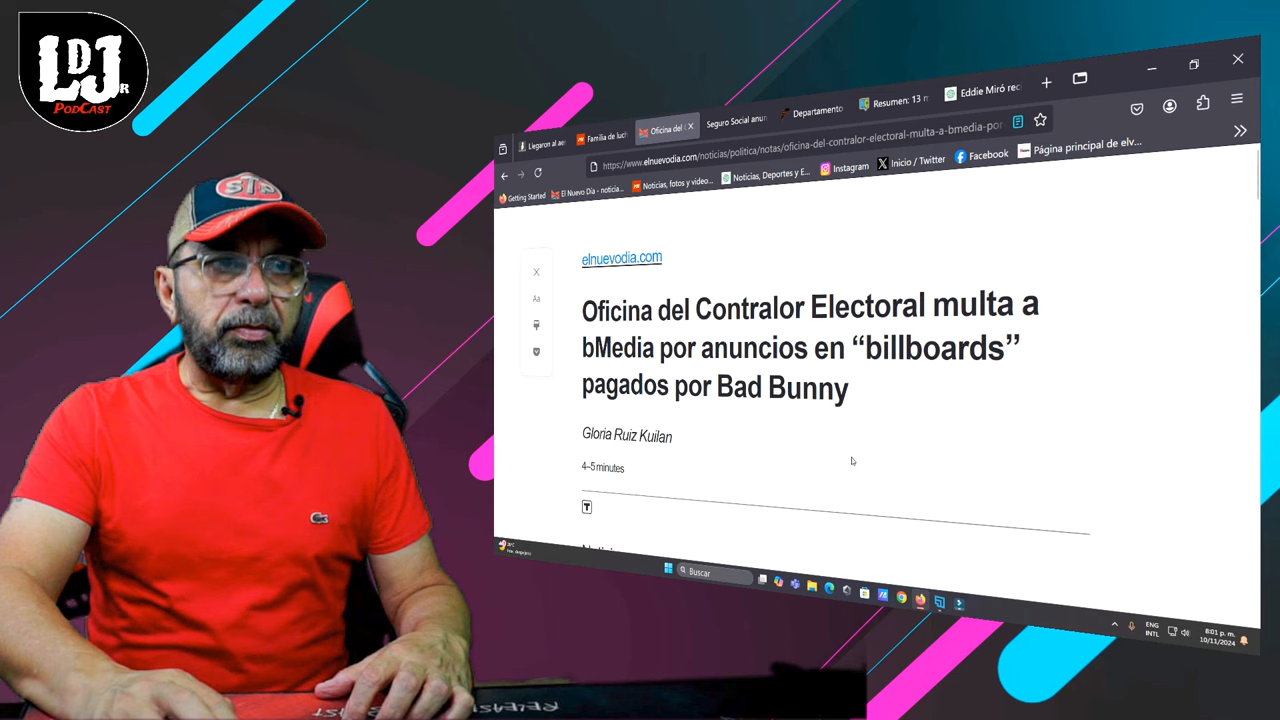 LDJR
PODCAST
STP
Llegaron al ae
Familia de luch
Oficina del
Seguro Social anun
Departamento
Resumen: 13 m
Eddie Miró rec
https://www.elnuevodia.com/noticias/politica/notas/oficina-del-contralor-electoral-multa-a-bmedia-por
Getting Started
El Nuevo Día - noticia...
Noticias, fotos y video...
Noticias, Deportes y E...
Instagram
Inicio / Twitter
Facebook
Página principal de elv...
elnuevodia.com
Aa
Oficina del Contralor Electoral multa a
bMedia por anuncios en “billboards”
pagados por Bad Bunny
Gloria Ruiz Kuilan
4–5 minutes
T
Buscar
ENG
INTL
8:01 p. m.
10/11/2024